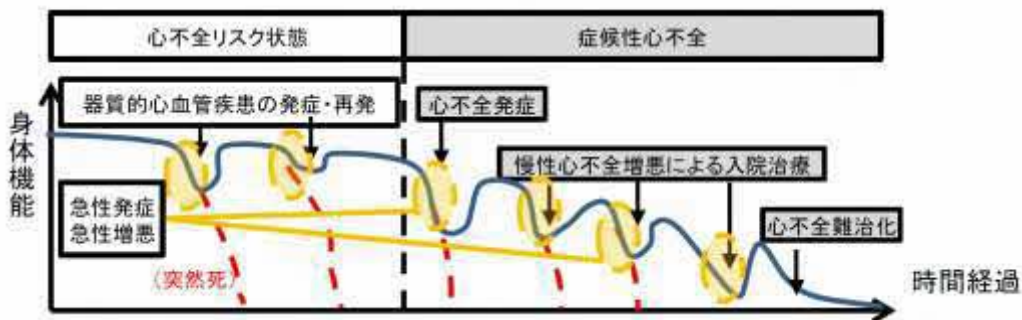 心不全リスク状態
症候性心不全
器質的心血管疾患の発症・再発
心不全発症
身体機能
慢性心不全増悪による入院治療
急性発症
急性増悪
心不全難治化
(突然死)
時間経過